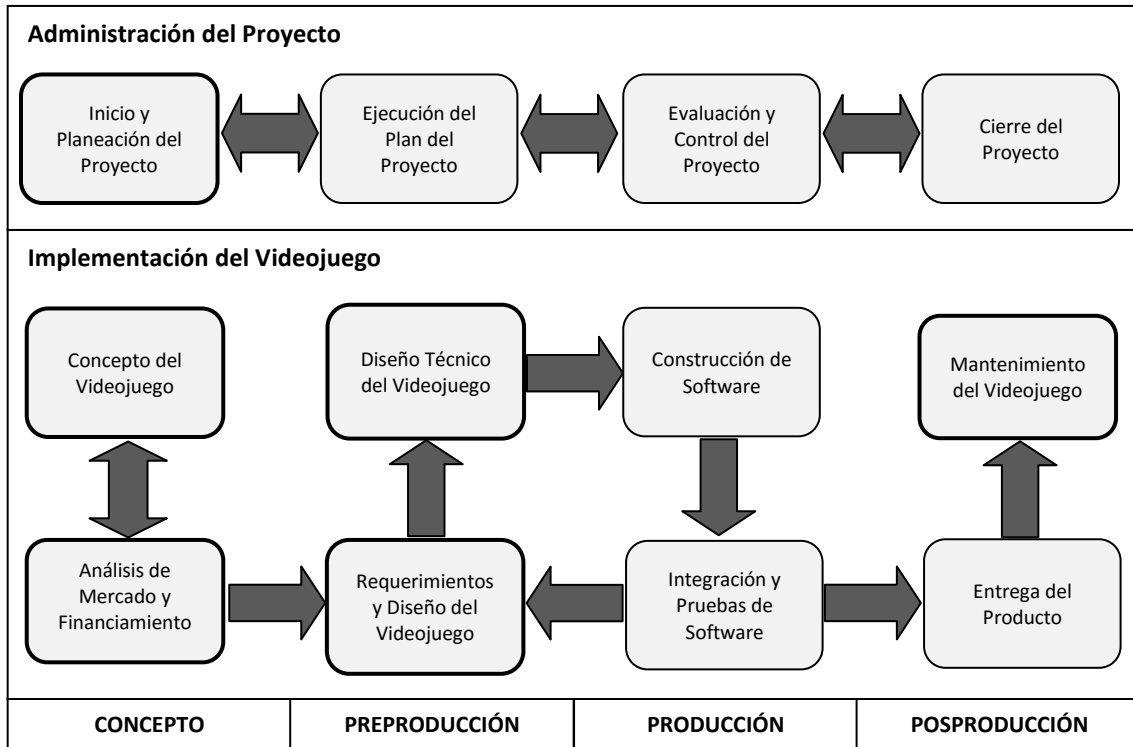 Administración del Proyecto
Inicio y
Planeación del
Proyecto
Ejecución del
Plan del
Proyecto
Evaluación y
Control del
Proyecto
Cierre del
Proyecto
Implementación del Videojuego
Concepto del
Videojuego
Diseño Técnico
del Videojuego
Construcción de
Software
Mantenimiento
del Videojuego
Análisis de
Mercado y
Financiamiento
Requerimientos
y Diseño del
Videojuego
Integración y
Pruebas de
Software
Entrega del
Producto
CONCEPTO
PREPRODUCCIÓN
PRODUCCIÓN
POSPRODUCCIÓN